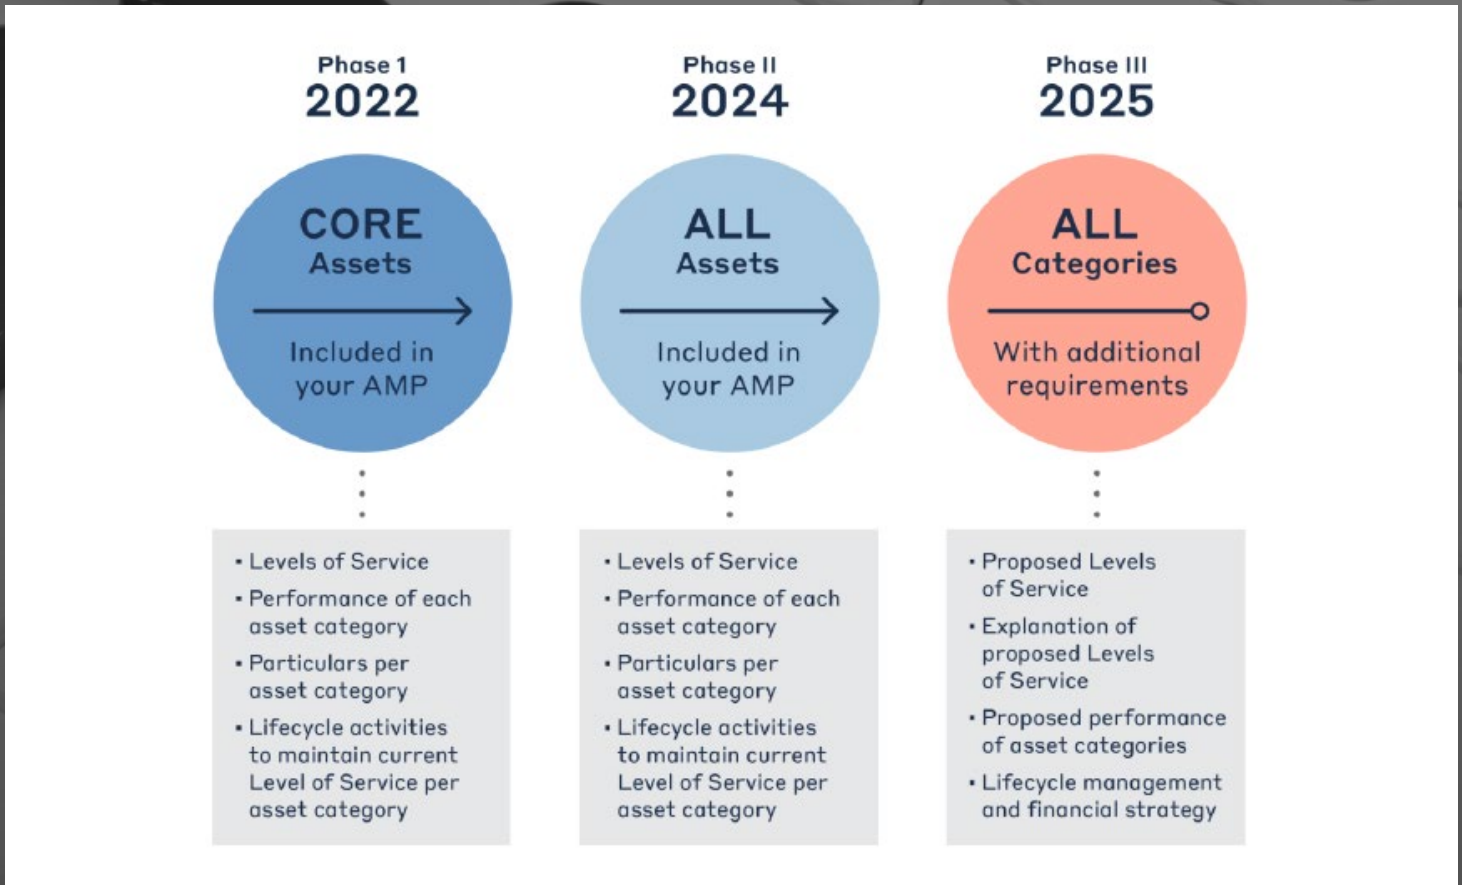 Phase 1
2022
CORE
Assets
Included in
your AMP
▪ Levels of Service
▪ Performance of each
asset category
▪ Particulars per
asset category
▪ Lifecycle activities
to maintain current
Level of Service per
asset category
Phase II
2024
ALL
Assets
Included in
your AMP
▪ Levels of Service
▪ Performance of each
asset category
▪ Particulars per
asset category
▪ Lifecycle activities
to maintain current
Level of Service per
asset category
Phase III
2025
ALL
Categories
With additional
requirements
▪ Proposed Levels
of Service
▪ Explanation of
proposed Levels
of Service
▪ Proposed performance
of asset categories
▪ Lifecycle management
and financial strategy